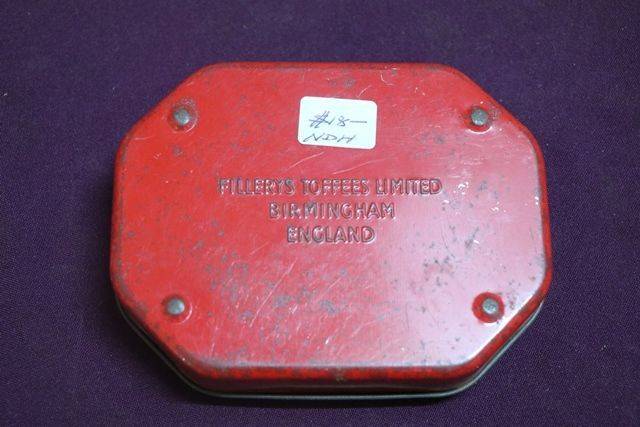 $18-
NDH
FILLERYS TOFFEES LIMITED
BIRMINGHAM
ENGLAND